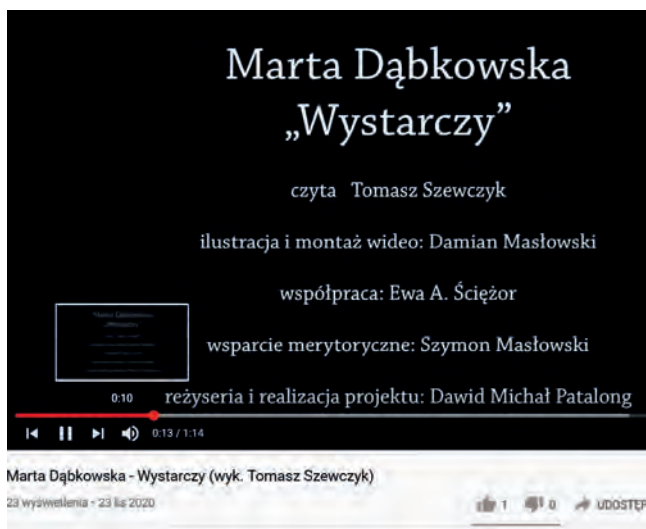 Marta Dąbkowska
„Wystarczy”
czyta Tomasz Szewczyk
ilustracja i montaż wideo: Damian Masłowski
współpraca: Ewa A. Ściężor
wsparcie merytoryczne: Szymon Masłowski
0:10
reżyseria i realizacja projektu: Dawid Michał Patalong
0:13 / 1:14
Marta Dąbkowska - Wystarczy (wyk. Tomasz Szewczyk)
23 wyświetlenia • 23 lis 2020
1
0
UDOSTĘP